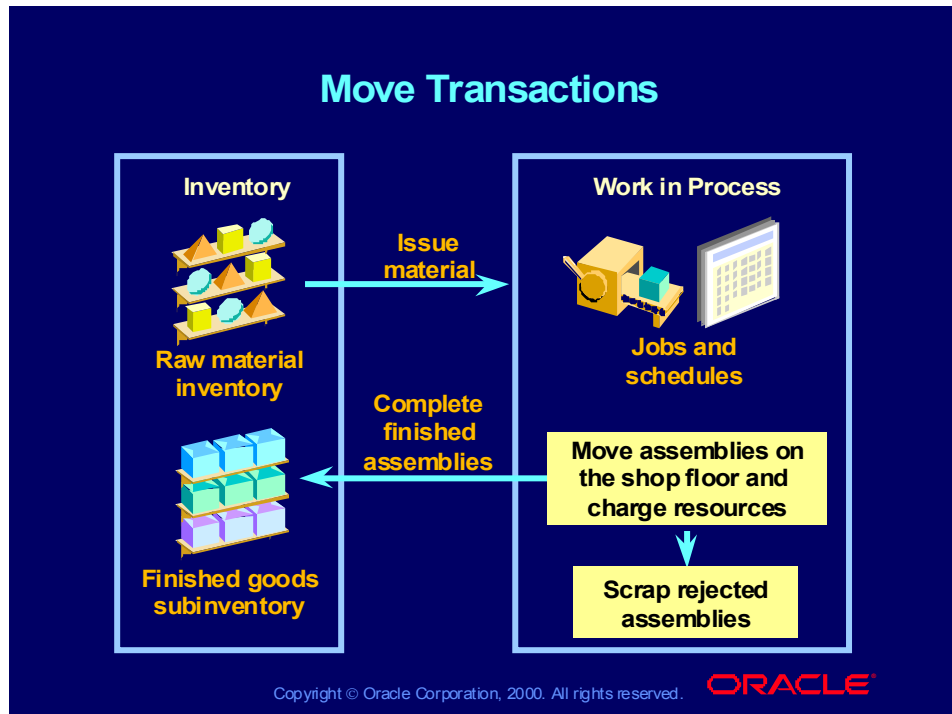 Move Transactions
Inventory
Work in Process
Issue
material
Raw material
inventory
Jobs and
schedules
Complete
finished
assemblies
Move assemblies on
the shop floor and
charge resources
Finished goods
subinventory
Scrap rejected
assemblies
Copyright © Oracle Corporation, 2000. All rights reserved.
ORACLE®